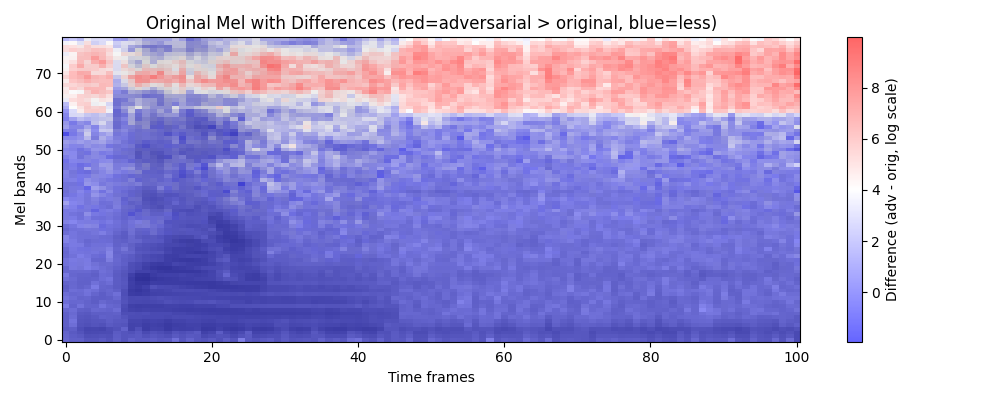 Original Mel with Differences (red=adversarial > original, blue=less)
Mel bands
70
60
50
40
30
20
10
0
0 20 40 60 80 100
Time frames
8
6
4
2
0
Difference (adv - orig, log scale)